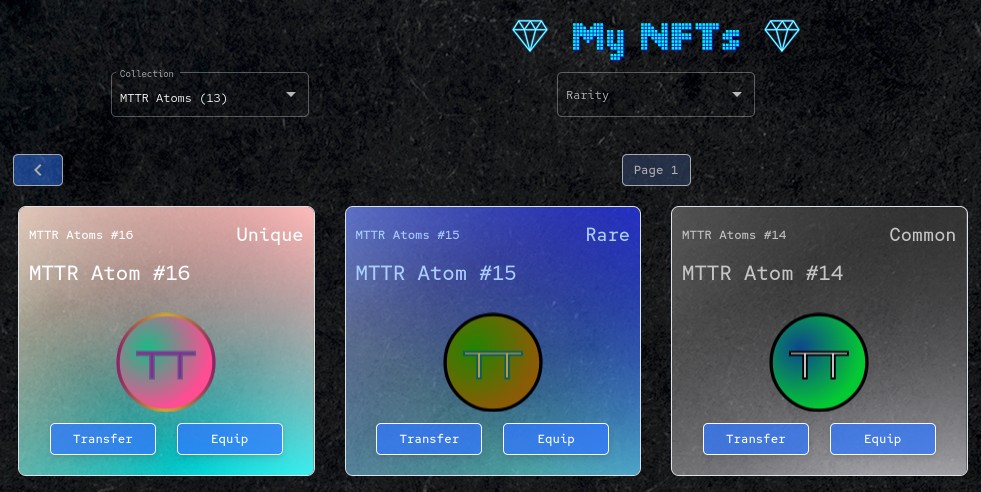 My NFTs
Collection
MTTR Atoms (13)
Rarity
Page 1
MTTR Atoms #16
Unique
MTTR Atom #16
Transfer
Equip
MTTR Atoms #15
Rare
MTTR Atom #15
Transfer
Equip
MTTR Atoms #14
Common
MTTR Atom #14
Transfer
Equip